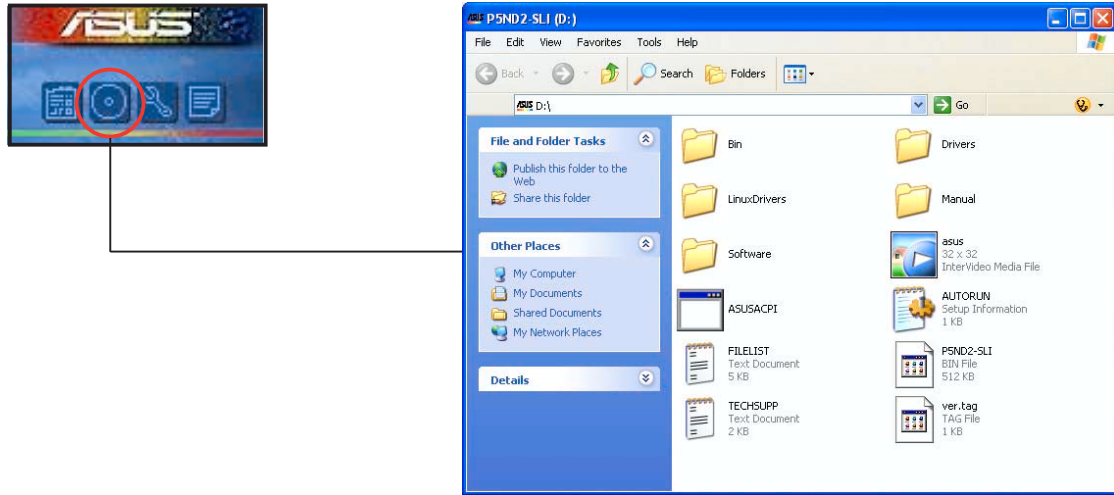 ASUS
ASUS P5ND2-SLI (D:)
File Edit View Favorites Tools Help
Back Search Folders
ASUS D:\ Go
File and Folder Tasks
Publish this folder to the
Web
Share this folder
Other Places
My Computer
My Documents
Shared Documents
My Network Places
Details
Bin
Drivers
LinuxDrivers
Manual
Software
asus
32 x 32
InterVideo Media File
ASUSACPI
AUTORUN
Setup Information
1 KB
FILELIST
Text Document
5 KB
P5ND2-SLI
BIN File
512 KB
TECHSUPP
Text Document
2 KB
ver.tag
TAG File
1 KB